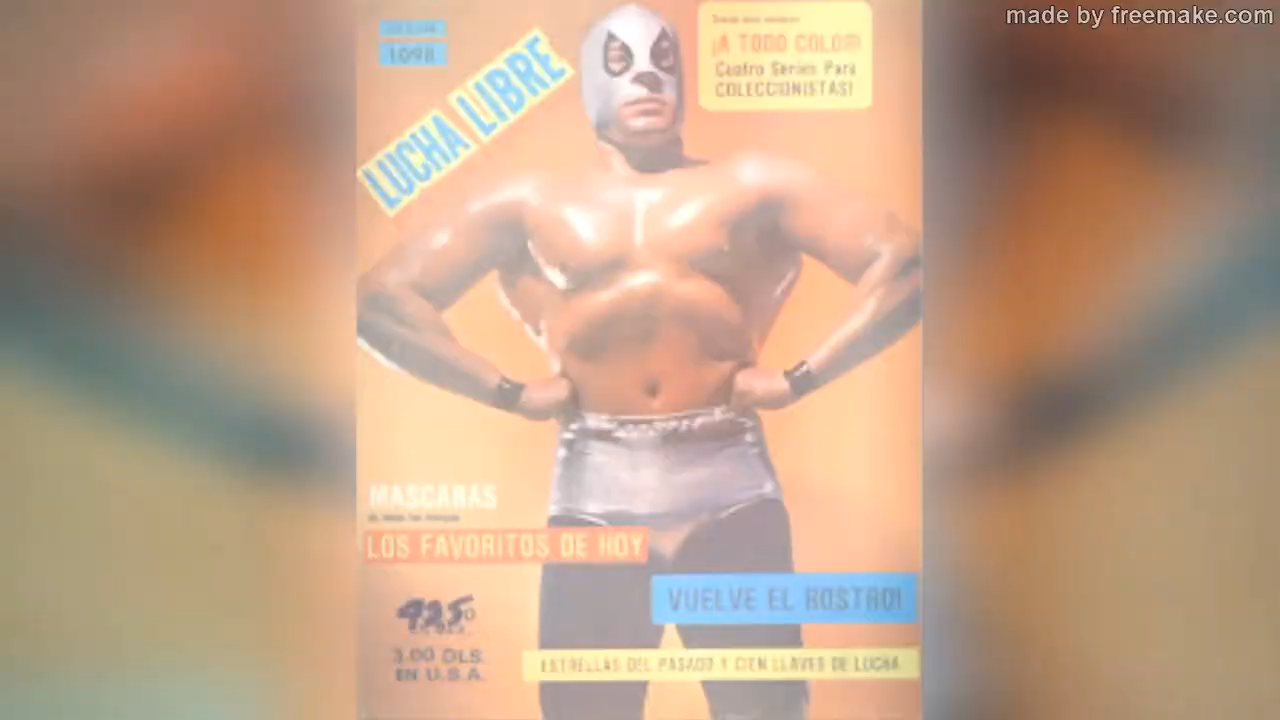 made by freemake.com
1098
LUCHA LIBRE
¡A TODO COLOR!
Cuatro Series Para
COLECCIONISTAS!
MASCARAS
LOS FAVORITOS DE HOY
VUELVE EL ROSTRO!
425
3.00 DLS.
EN U.S.A.
ESTRELLAS DEL PASADO Y CIEN LLAVES DE LUCHA